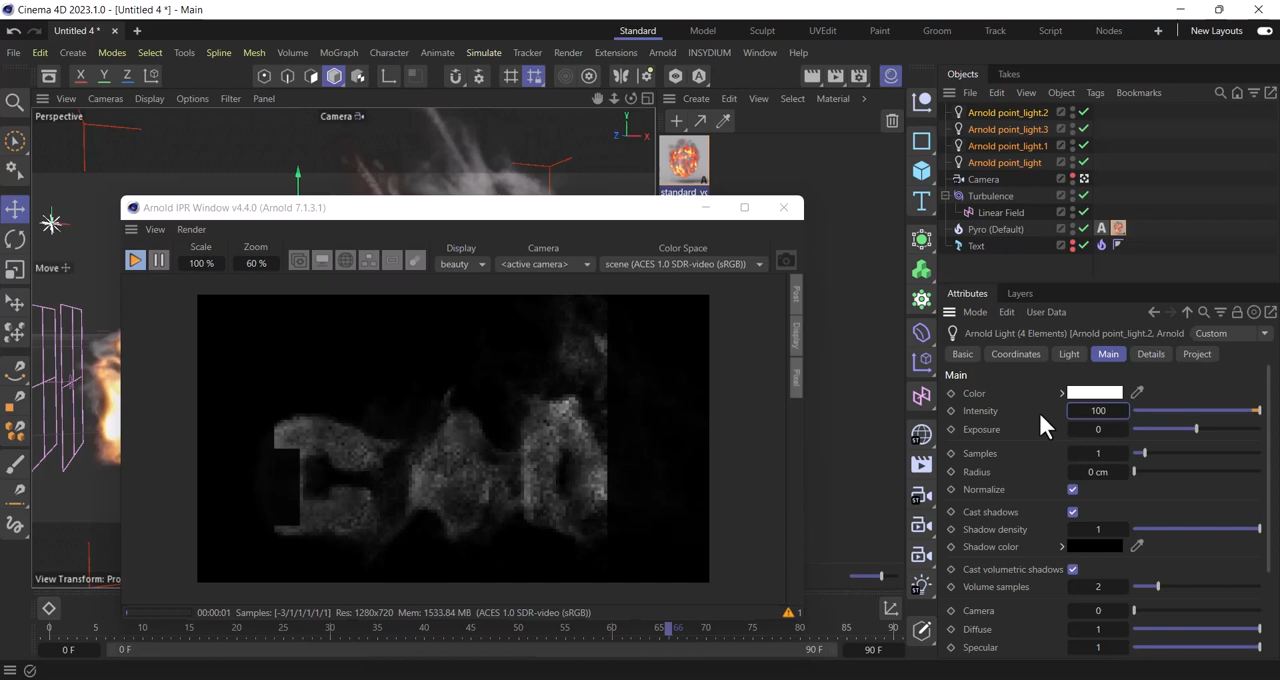 Cinema 4D 2023.1.0 - [Untitled 4 *] - Main
Untitled 4 *
Standard Model Sculpt UVEdit Paint Groom Track Script Nodes New Layouts
File Edit Create Modes Select Tools Spline Mesh Volume MoGraph Character Animate Simulate Tracker Render Extensions Arnold INSYDIUM Window Help
X Y Z
Objects Takes
View Cameras Display Options Filter Panel
Create Edit View Select Material
File Edit View Object Tags Bookmarks
Perspective
Camera
Y
Z X
Arnold point_light.2
Arnold point_light.3
Arnold point_light.1
Arnold point_light
Camera
Turbulence
Linear Field
Pyro (Default)
Text
A
standard_vo
Arnold IPR Window v4.4.0 (Arnold 7.1.3.1)
View Render
Scale Zoom Display Camera Color Space
100 % 60 % beauty <active camera> scene (ACES 1.0 SDR-video (sRGB))
Post
Display
Pixel
Move
View Transform: Pro
00:00:01 Samples: [-3/1/1/1/1/1] Res: 1280x720 Mem: 1533.84 MB (ACES 1.0 SDR-video (sRGB))
1
Attributes Layers
Mode Edit User Data
Arnold Light (4 Elements) [Arnold point_light.2, Arnold
Custom
Basic Coordinates Light Main Details Project
Main
Color
Intensity 100
Exposure 0
Samples 1
Radius 0 cm
Normalize
Cast shadows
Shadow density 1
Shadow color
Cast volumetric shadows
Volume samples 2
Camera 0
Diffuse 1
Specular 1
0 5 10 15 20 25 30 35 40 45 50 55 60 65 66 70 75 80 85 90
0 F 0 F 90 F 90 F